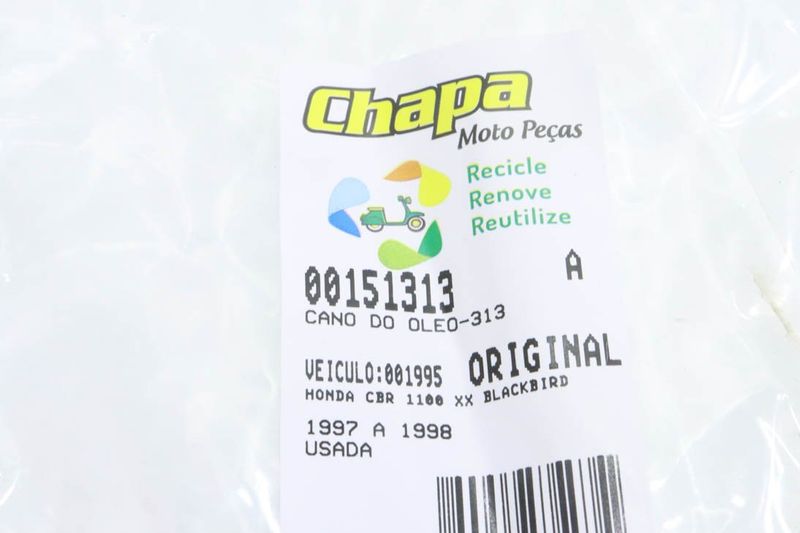 Chapa
Moto Peças
Recicle
Renove
Reutilize
00151313 A
CANO DO OLEO-313
VEICULO:001995 ORIGINAL
HONDA CBR 1100 XX BLACKBIRD
1997 A 1998
USADA